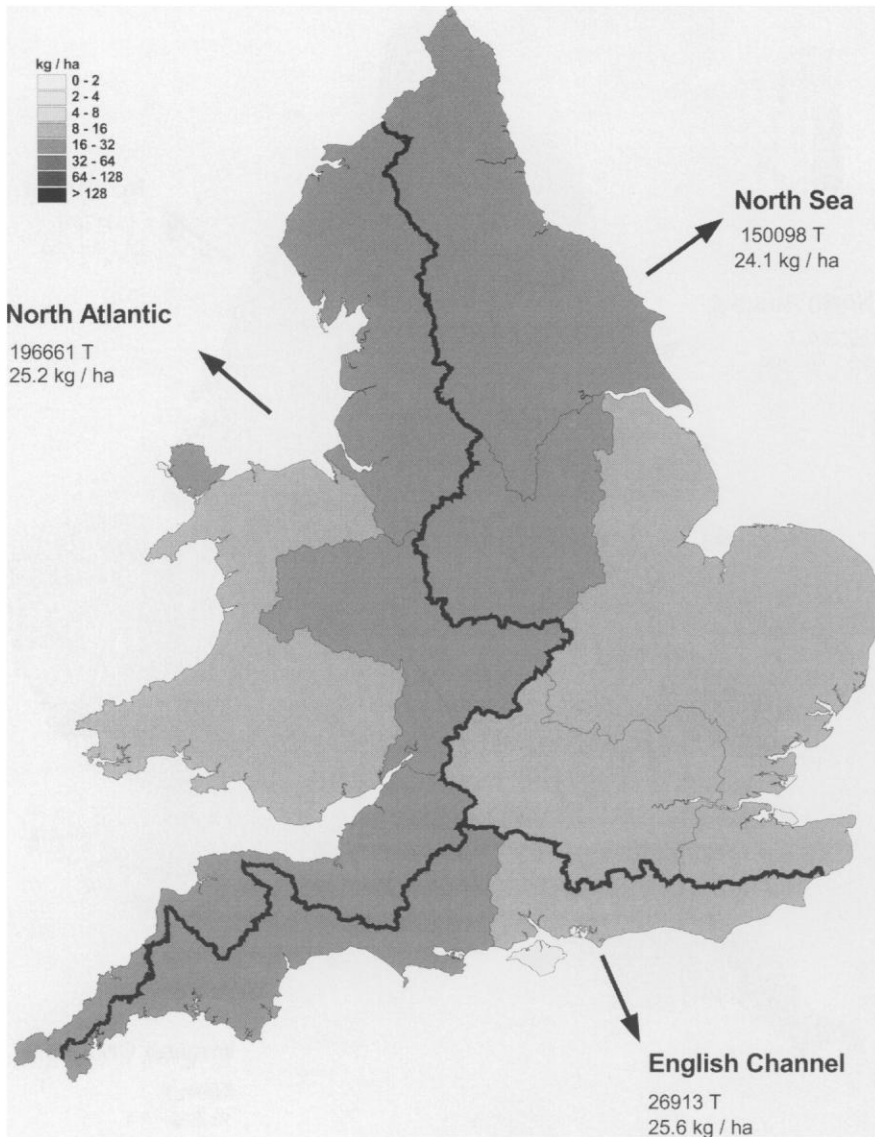 kg / ha
0 - 2
2 - 4
4 - 8
8 - 16
16 - 32
32 - 64
64 - 128
> 128
North Sea
150098 T
24.1 kg / ha
North Atlantic
196661 T
25.2 kg / ha
English Channel
26913 T
25.6 kg / ha